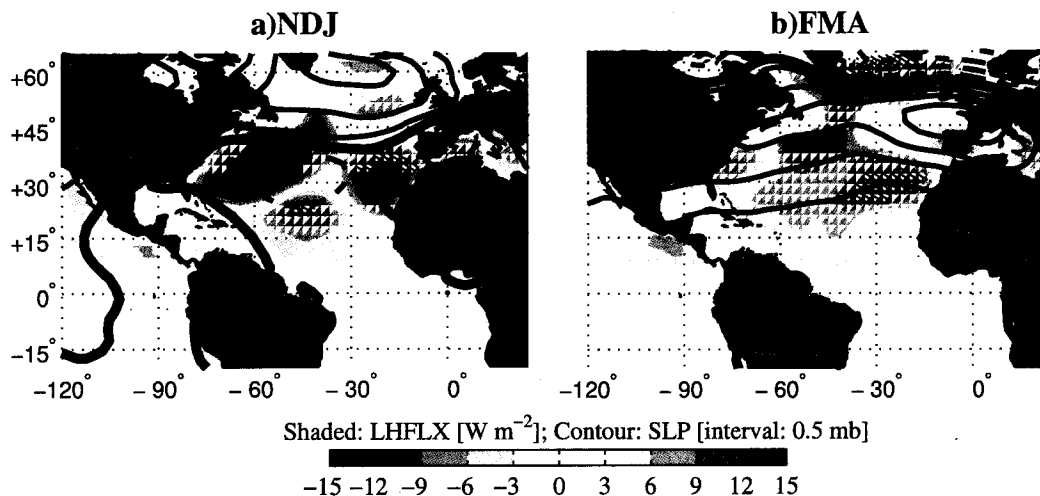 a)NDJ b)FMA
+60° +45° +30° +15° 0° −15°
−120° −90° −60° −30° 0° −120° −90° −60° −30° 0°
Shaded: LHFLX [W m⁻²]; Contour: SLP [interval: 0.5 mb]
−15 −12 −9 −6 −3 0 3 6 9 12 15